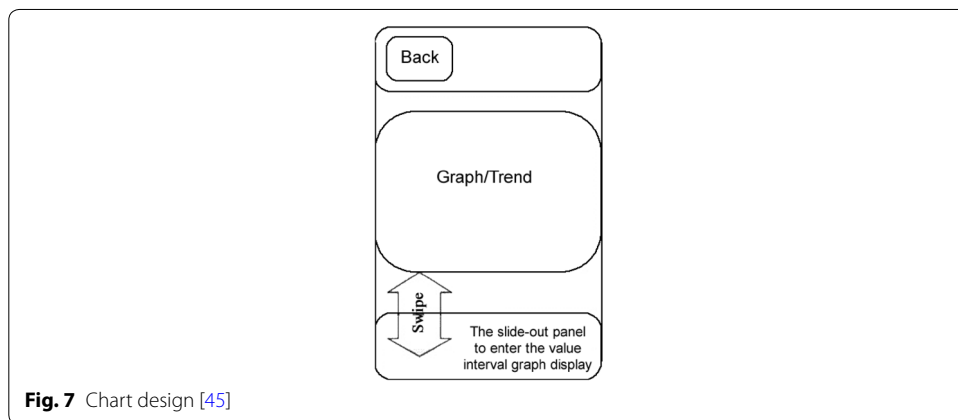 Back
Graph/Trend
Swipe
The slide-out panel
to enter the value
interval graph display
Fig. 7 Chart design [45]